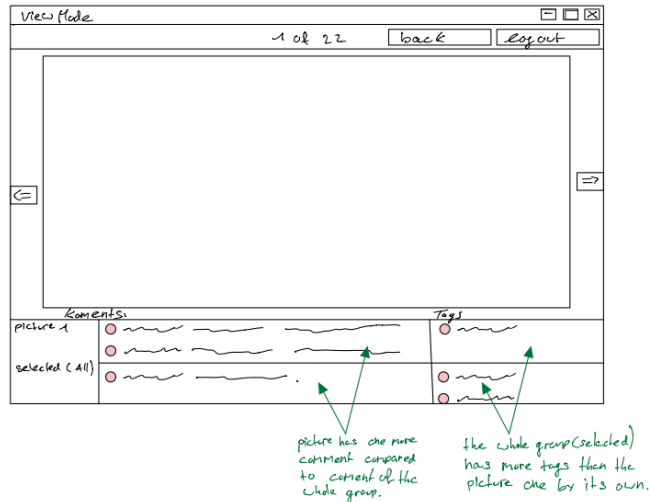 View Mode
1 of 22 back logout
<=
=>
Koments: Tags
picture 1
selected (All)
picture has one more
comment compared
to coment of the
whole group.
the whole group (selected)
has more tags than the
picture one by its own.